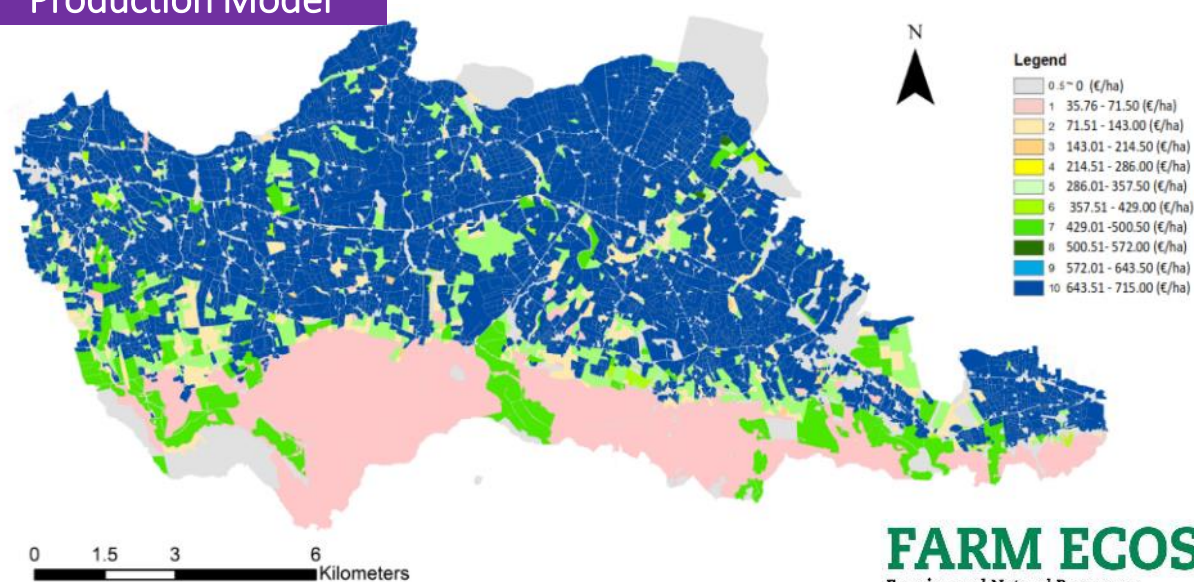 Production Model
N
Legend
0.5 ~ 0 (€/ha)
1 35.76 - 71.50 (€/ha)
2 71.51 - 143.00 (€/ha)
3 143.01 - 214.50 (€/ha)
4 214.51 - 286.00 (€/ha)
5 286.01- 357.50 (€/ha)
6 357.51 - 429.00 (€/ha)
7 429.01 -500.50 (€/ha)
8 500.51- 572.00 (€/ha)
9 572.01 - 643.50 (€/ha)
10 643.51 - 715.00 (€/ha)
0 1.5 3 6
Kilometers
FARM ECOS